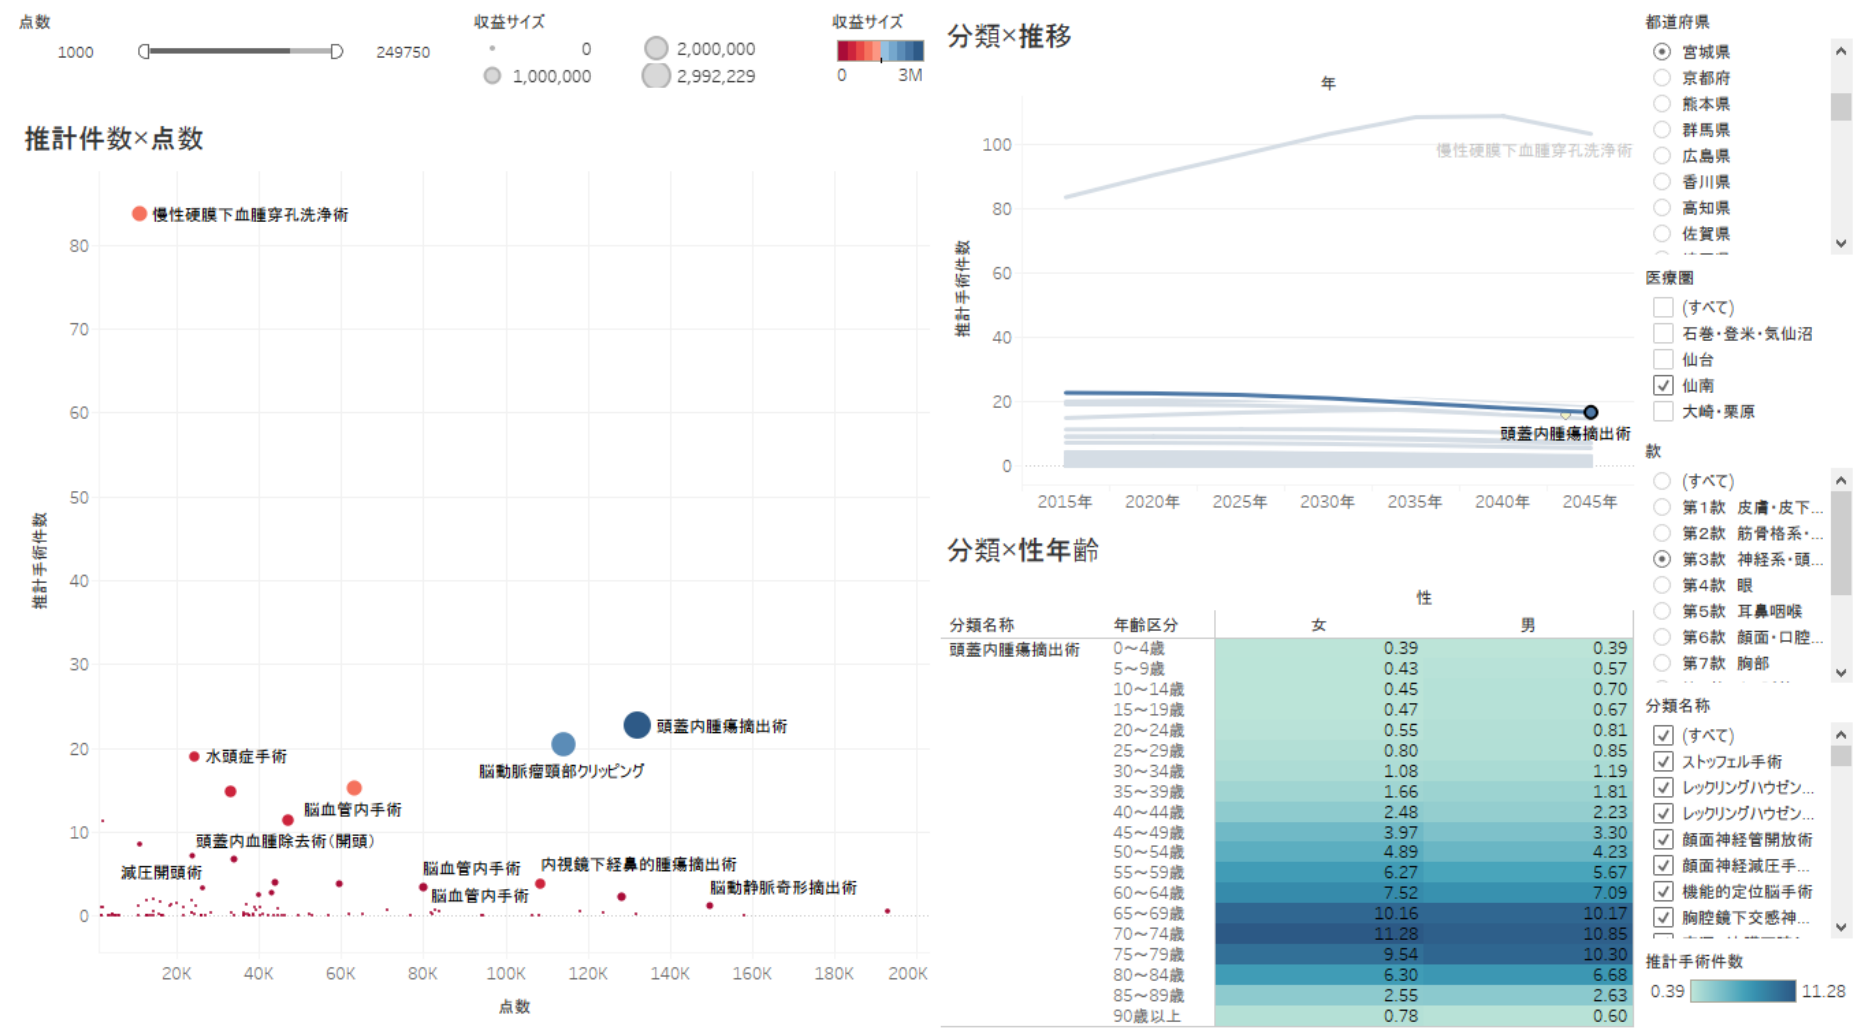 点数
1000
249750
収益サイズ
0
2,000,000
1,000,000
2,992,229
収益サイズ
0
3M
推計件数×点数
推計手術件数
80
70
60
50
40
30
20
10
0
慢性硬膜下血腫穿孔洗浄術
頭蓋内腫瘍摘出術
脳動脈瘤頸部クリッピング
水頭症手術
脳血管内手術
頭蓋内血腫除去術(開頭)
減圧開頭術
脳血管内手術
内視鏡下経鼻的腫瘍摘出術
脳血管内手術
脳動静脈奇形摘出術
20K 40K 60K 80K 100K 120K 140K 160K 180K 200K
点数
分類×推移
年
推計手術件数
100
80
60
40
20
0
慢性硬膜下血腫穿孔洗浄術
頭蓋内腫瘍摘出術
2015年 2020年 2025年 2030年 2035年 2040年 2045年
分類×性年齢
性
分類名称 年齢区分 女 男
頭蓋内腫瘍摘出術 0～4歳 0.39 0.39
5～9歳 0.43 0.57
10～14歳 0.45 0.70
15～19歳 0.47 0.67
20～24歳 0.55 0.81
25～29歳 0.80 0.85
30～34歳 1.08 1.19
35～39歳 1.66 1.81
40～44歳 2.48 2.23
45～49歳 3.97 3.30
50～54歳 4.89 4.23
55～59歳 6.27 5.67
60～64歳 7.52 7.09
65～69歳 10.16 10.17
70～74歳 11.28 10.85
75～79歳 9.54 10.30
80～84歳 6.30 6.68
85～89歳 2.55 2.63
90歳以上 0.78 0.60
都道府県
宮城県
京都府
熊本県
群馬県
広島県
香川県
高知県
佐賀県
医療圏
(すべて)
石巻・登米・気仙沼
仙台
仙南
大崎・栗原
款
(すべて)
第1款 皮膚・皮下...
第2款 筋骨格系・...
第3款 神経系・頭...
第4款 眼
第5款 耳鼻咽喉
第6款 顔面・口腔...
第7款 胸部
分類名称
(すべて)
ストッフェル手術
レックリングハウゼン...
レックリングハウゼン...
顔面神経管開放術
顔面神経減圧手...
機能的定位脳手術
胸腔鏡下交感神...
推計手術件数
0.39 11.28